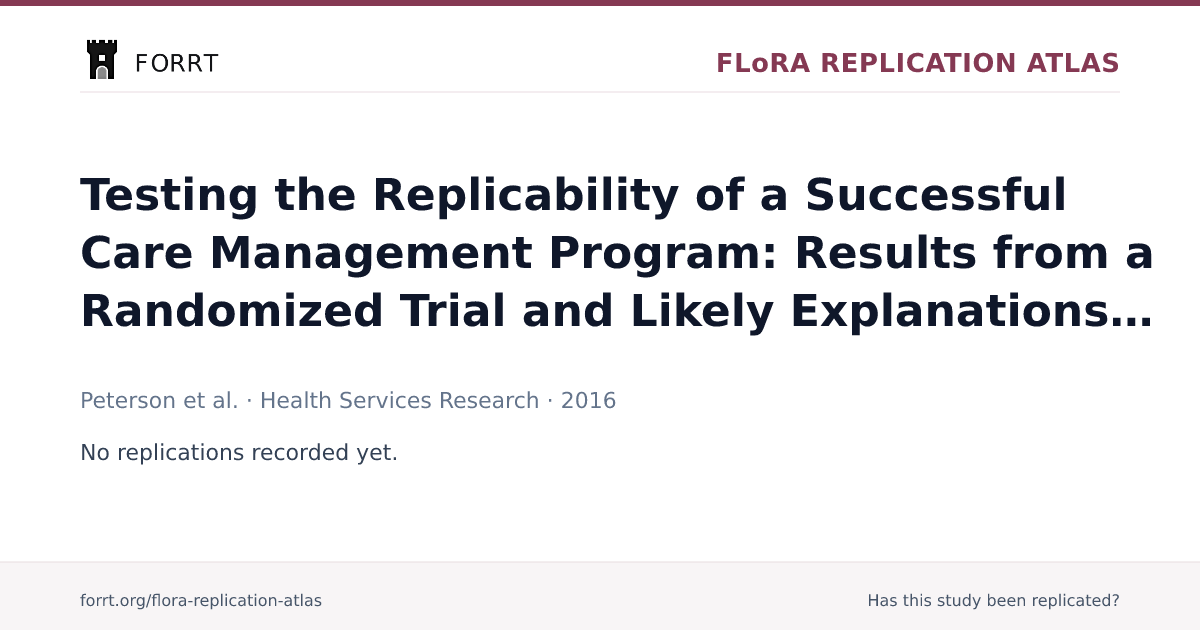 FORRT
FLoRA REPLICATION ATLAS
Testing the Replicability of a Successful
Care Management Program: Results from a
Randomized Trial and Likely Explanations…
Peterson et al. · Health Services Research · 2016
No replications recorded yet.
forrt.org/flora-replication-atlas
Has this study been replicated?